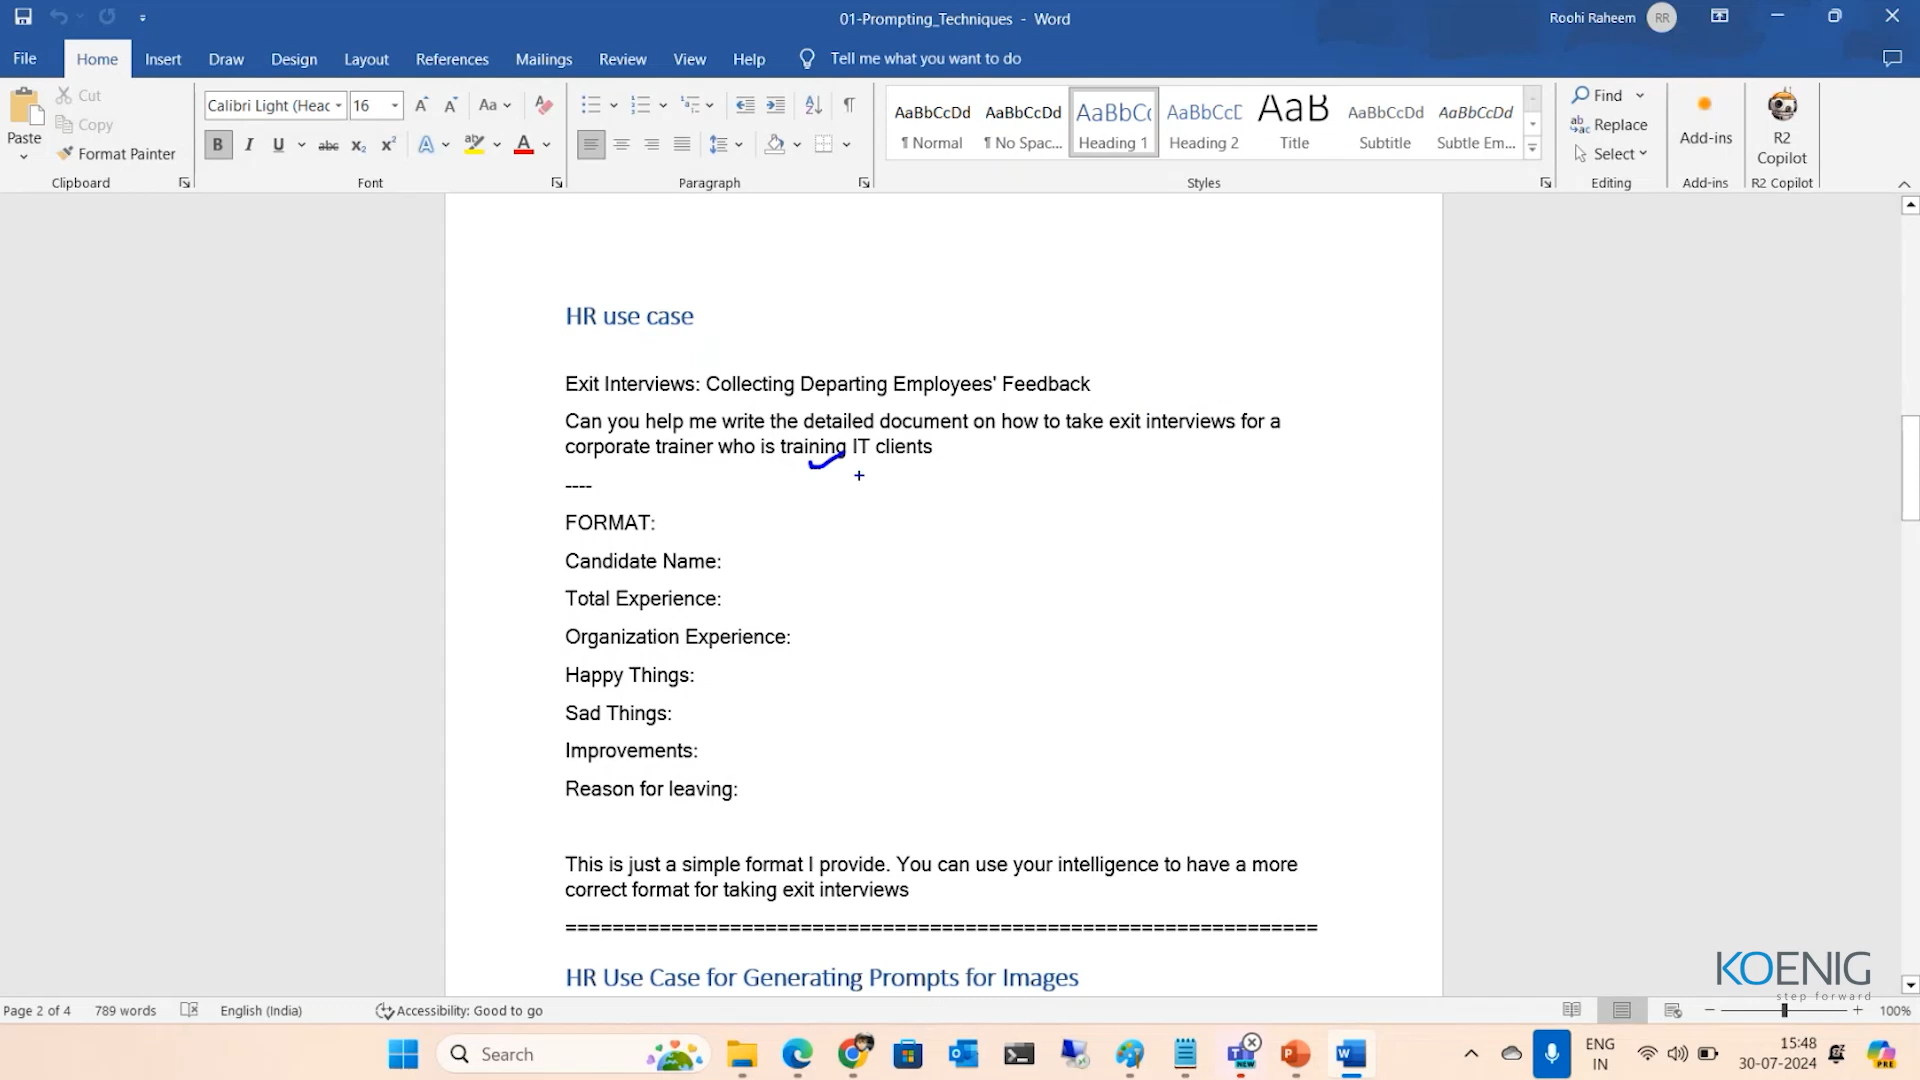 01-Prompting_Techniques - Word
Roohi Raheem RR
File Home Insert Draw Design Layout References Mailings Review View Help Tell me what you want to do
Paste
Cut
Copy
Format Painter
Clipboard
Calibri Light (Heac 16 Aa
B I U abc x₂ x² A A
Font
Paragraph
AaBbCcDd AaBbCcDd AaBbC AaBbCcD AaB AaBbCcDd AaBbCcDd
¶ Normal ¶ No Spac... Heading 1 Heading 2 Title Subtitle Subtle Em...
Styles
Find
Replace
Select
Editing
Add-ins
Add-ins
R2
Copilot
R2 Copilot
HR use case
Exit Interviews: Collecting Departing Employees' Feedback
Can you help me write the detailed document on how to take exit interviews for a
corporate trainer who is training IT clients
----
FORMAT:
Candidate Name:
Total Experience:
Organization Experience:
Happy Things:
Sad Things:
Improvements:
Reason for leaving:
This is just a simple format I provide. You can use your intelligence to have a more
correct format for taking exit interviews
================================================================
HR Use Case for Generating Prompts for Images
KOENIG
step forward
Page 2 of 4 789 words English (India) Accessibility: Good to go 100%
Search
NEW
ENG
IN
15:48
30-07-2024
PRE